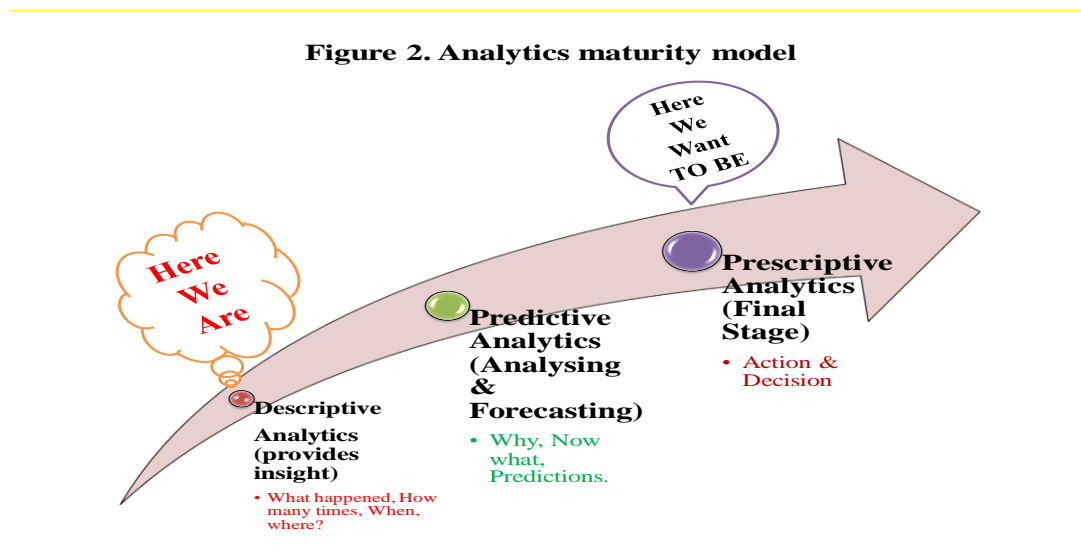 Figure 2. Analytics maturity model
Here
We
Want
TO BE
Here
We
Are
Prescriptive
Analytics
(Final
Stage)
• Action &
Decision
Predictive
Analytics
(Analysing
&
Forecasting)
• Why, Now
what,
Predictions.
Descriptive
Analytics
(provides
insight)
• What happened, How
many times, When,
where?